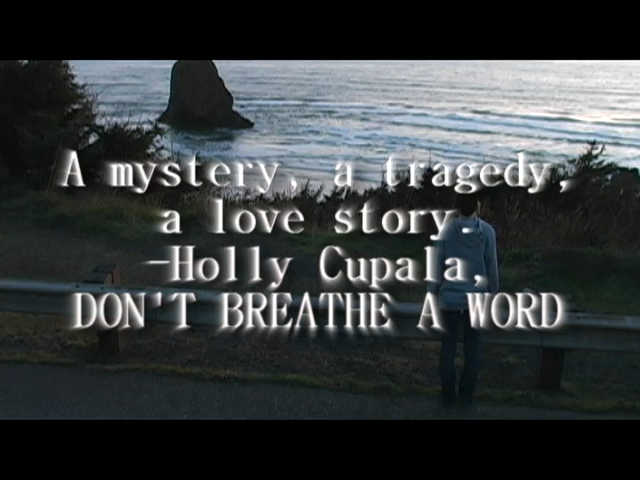 A mystery, a tragedy,
a love story.
-Holly Cupala,
DON'T BREATHE A WORD